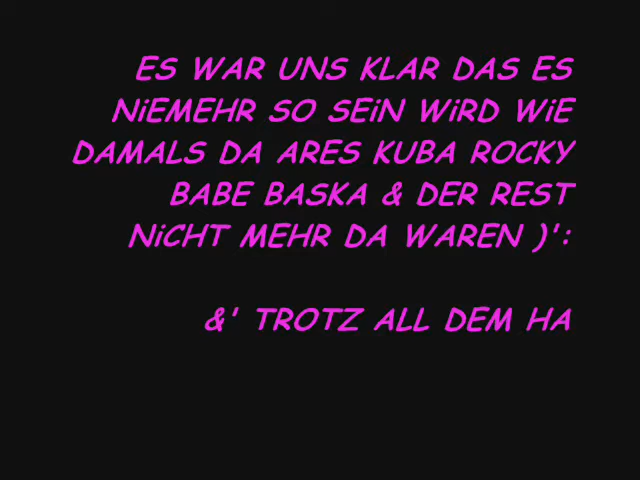 ES WAR UNS KLAR DAS ES
NiEMEHR SO SEiN WiRD WiE
DAMALS DA ARES KUBA ROCKY
BABE BASKA & DER REST
NiCHT MEHR DA WAREN )':
&' TROTZ ALL DEM HA